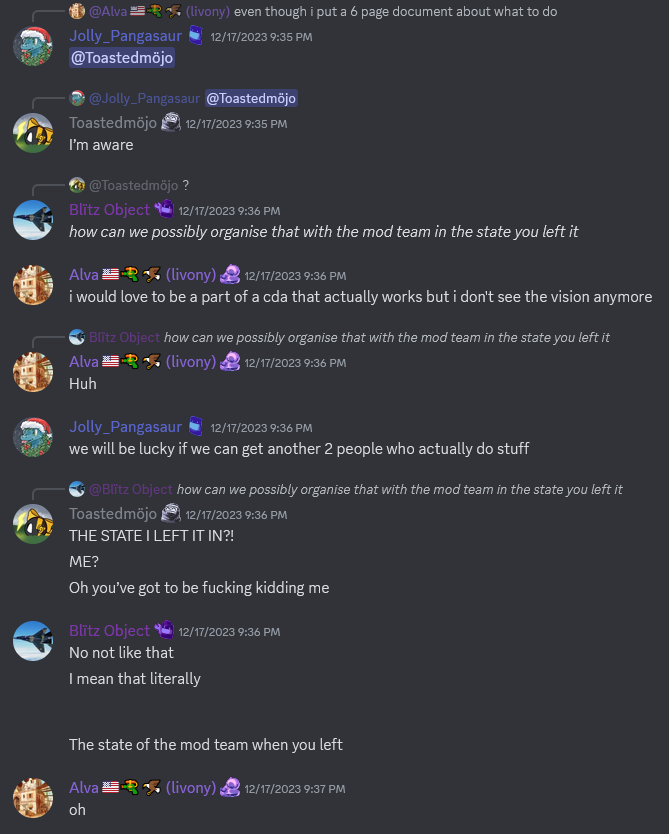 @Alva (livony) even though i put a 6 page document about what to do
Jolly_Pangasaur 12/17/2023 9:35 PM
@Toastedmöjo
@Jolly_Pangasaur @Toastedmöjo
Toastedmöjo 12/17/2023 9:35 PM
I’m aware
@Toastedmöjo ?
Blītz Object 12/17/2023 9:36 PM
how can we possibly organise that with the mod team in the state you left it
Alva (livony) 12/17/2023 9:36 PM
i would love to be a part of a cda that actually works but i don't see the vision anymore
Blītz Object how can we possibly organise that with the mod team in the state you left it
Alva (livony) 12/17/2023 9:36 PM
Huh
Jolly_Pangasaur 12/17/2023 9:36 PM
we will be lucky if we can get another 2 people who actually do stuff
@Blītz Object how can we possibly organise that with the mod team in the state you left it
Toastedmöjo 12/17/2023 9:36 PM
THE STATE I LEFT IT IN?!
ME?
Oh you’ve got to be fucking kidding me
Blītz Object 12/17/2023 9:36 PM
No not like that
I mean that literally
The state of the mod team when you left
Alva (livony) 12/17/2023 9:37 PM
oh